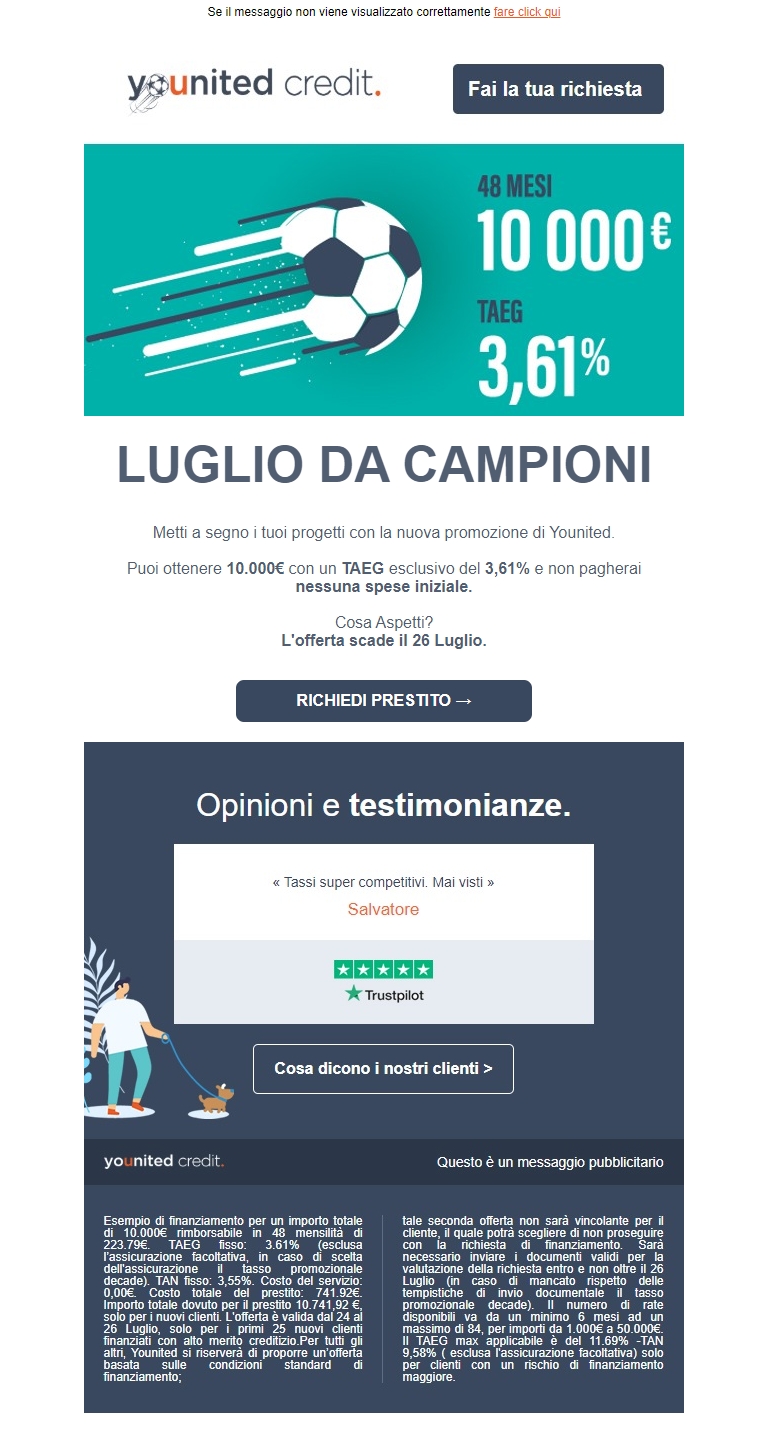 Se il messaggio non viene visualizzato correttamente fare click qui
younited credit.
Fai la tua richiesta
48 MESI
10 000€
TAEG
3,61%
LUGLIO DA CAMPIONI
Metti a segno i tuoi progetti con la nuova promozione di Younited.
Puoi ottenere 10.000€ con un TAEG esclusivo del 3,61% e non pagherai
nessuna spese iniziale.
Cosa Aspetti?
L'offerta scade il 26 Luglio.
RICHIEDI PRESTITO →
Opinioni e testimonianze.
« Tassi super competitivi. Mai visti »
Salvatore
Trustpilot
Cosa dicono i nostri clienti >
younited credit.
Questo è un messaggio pubblicitario
Esempio di finanziamento per un importo totale
di 10.000€ rimborsabile in 48 mensilità di
223.79€. TAEG fisso: 3.61% (esclusa
l'assicurazione facoltativa, in caso di scelta
dell'assicurazione il tasso promozionale
decade). TAN fisso: 3,55%. Costo del servizio:
0,00€. Costo totale del prestito: 741.92€.
Importo totale dovuto per il prestito 10.741,92 €,
solo per i nuovi clienti. L'offerta è valida dal 24 al
26 Luglio, solo per i primi 25 nuovi clienti
finanziati con alto merito creditizio.Per tutti gli
altri, Younited si riserverà di proporre un'offerta
basata sulle condizioni standard di
finanziamento;
tale seconda offerta non sarà vincolante per il
cliente, il quale potrà scegliere di non proseguire
con la richiesta di finanziamento. Sarà
necessario inviare i documenti validi per la
valutazione della richiesta entro e non oltre il 26
Luglio (in caso di mancato rispetto delle
tempistiche di invio documentale il tasso
promozionale decade). Il numero di rate
disponibili va da un minimo 6 mesi ad un
massimo di 84, per importi da 1.000€ a 50.000€.
Il TAEG max applicabile è del 11.69% -TAN
9,58% ( esclusa l'assicurazione facoltativa) solo
per clienti con un rischio di finanziamento
maggiore.